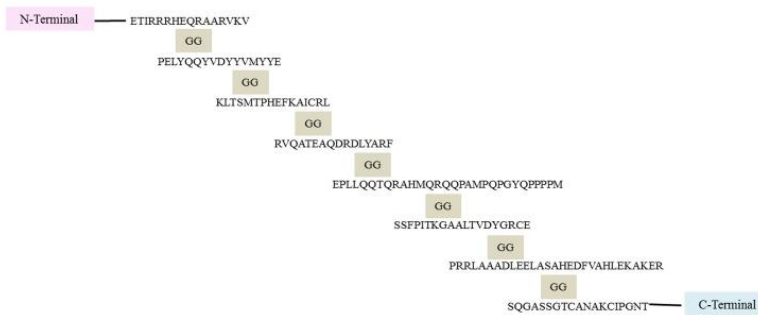 N-Terminal ETIRRRHEQRAARVKV
GG
PELYQQYVDYYVMYYE
GG
KLTSMTPHEFKAICRL
GG
RVQATEAQDRDLYARF
GG
EPLLQQTQRAHMQRQQPAMPQPGYQPPPPM
GG
SSFPITKGAALTVDYGRCE
GG
PRRLAAADLEELASAHEDFVAHLEKAKER
GG
SQGASSGTCANAKCIPGNT C-Terminal